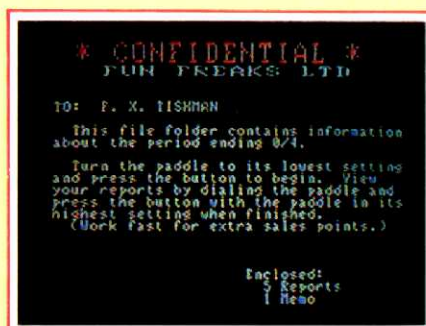 * CONFIDENTIAL *
FUN FREAKS LTD
TO: F. X. TISHMAN
This file folder contains information
about the period ending 0/4.
Turn the paddle to its lowest setting
and press the button to begin. View
your reports by dialing the paddle and
press the button with the paddle in its
highest setting when finished.
(Work fast for extra sales points.)
Enclosed:
5 Reports
1 Memo